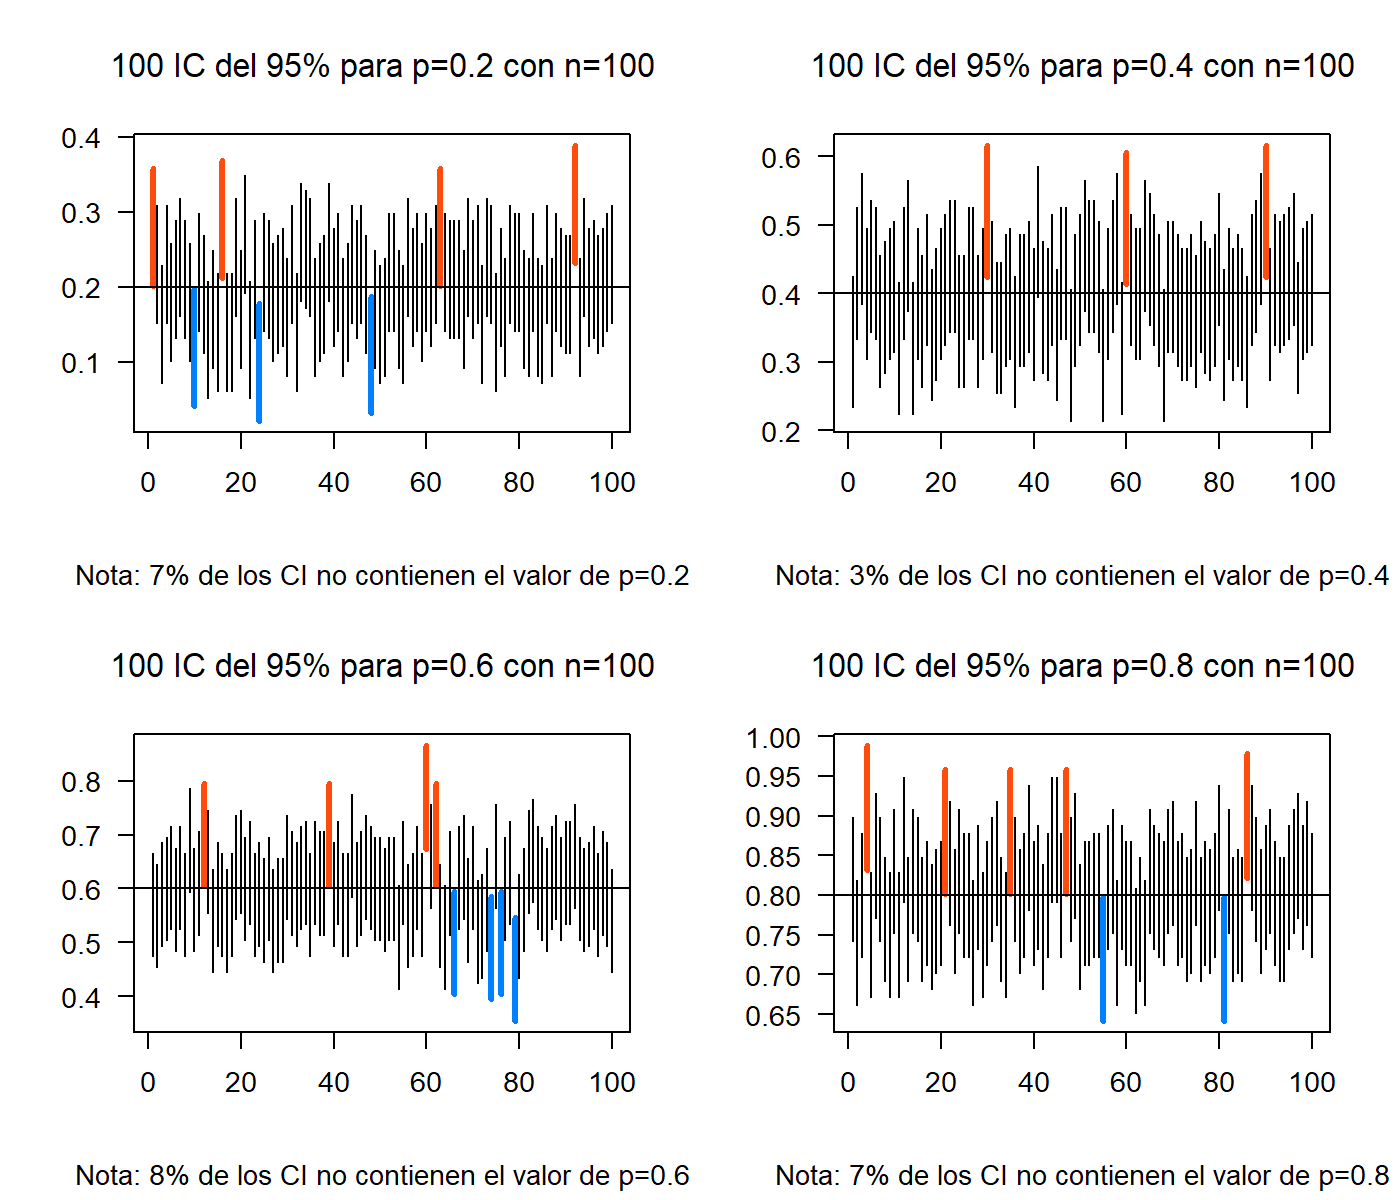 100 IC del 95% para p=0.2 con n=100
0.4
0.3
0.2
0.1
0 20 40 60 80 100
Nota: 7% de los CI no contienen el valor de p=0.2
100 IC del 95% para p=0.4 con n=100
0.6
0.5
0.4
0.3
0.2
0 20 40 60 80 100
Nota: 3% de los CI no contienen el valor de p=0.4
100 IC del 95% para p=0.6 con n=100
0.8
0.7
0.6
0.5
0.4
0 20 40 60 80 100
Nota: 8% de los CI no contienen el valor de p=0.6
100 IC del 95% para p=0.8 con n=100
1.00
0.95
0.90
0.85
0.80
0.75
0.70
0.65
0 20 40 60 80 100
Nota: 7% de los CI no contienen el valor de p=0.8